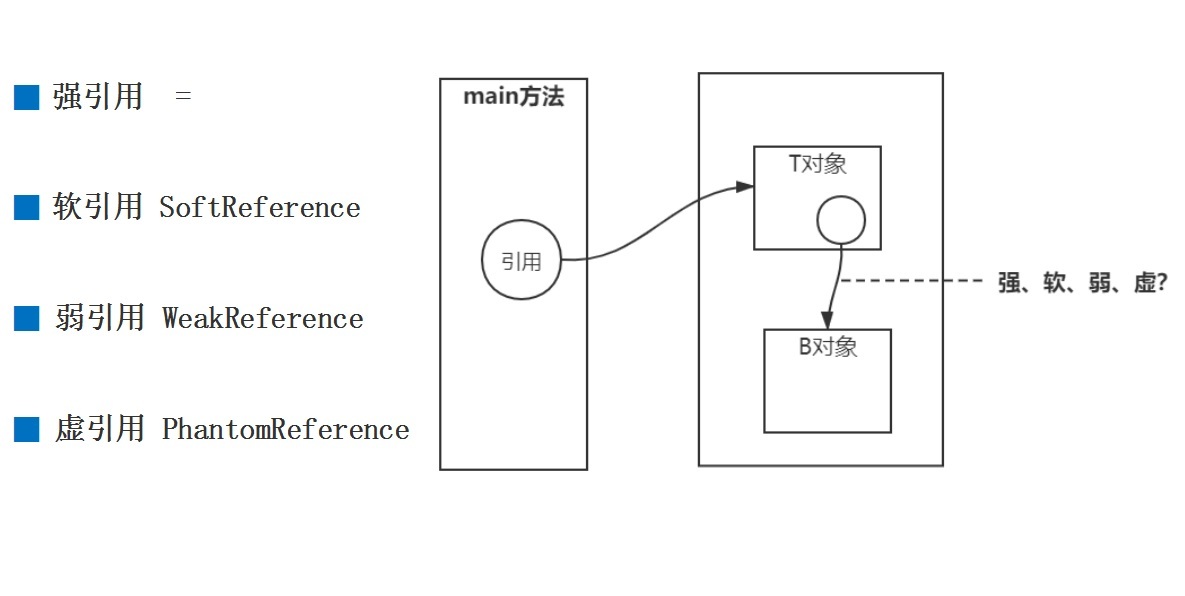 强引用 =
软引用 SoftReference
弱引用 WeakReference
虚引用 PhantomReference
main方法
引用
T对象
B对象
强、软、弱、虚?